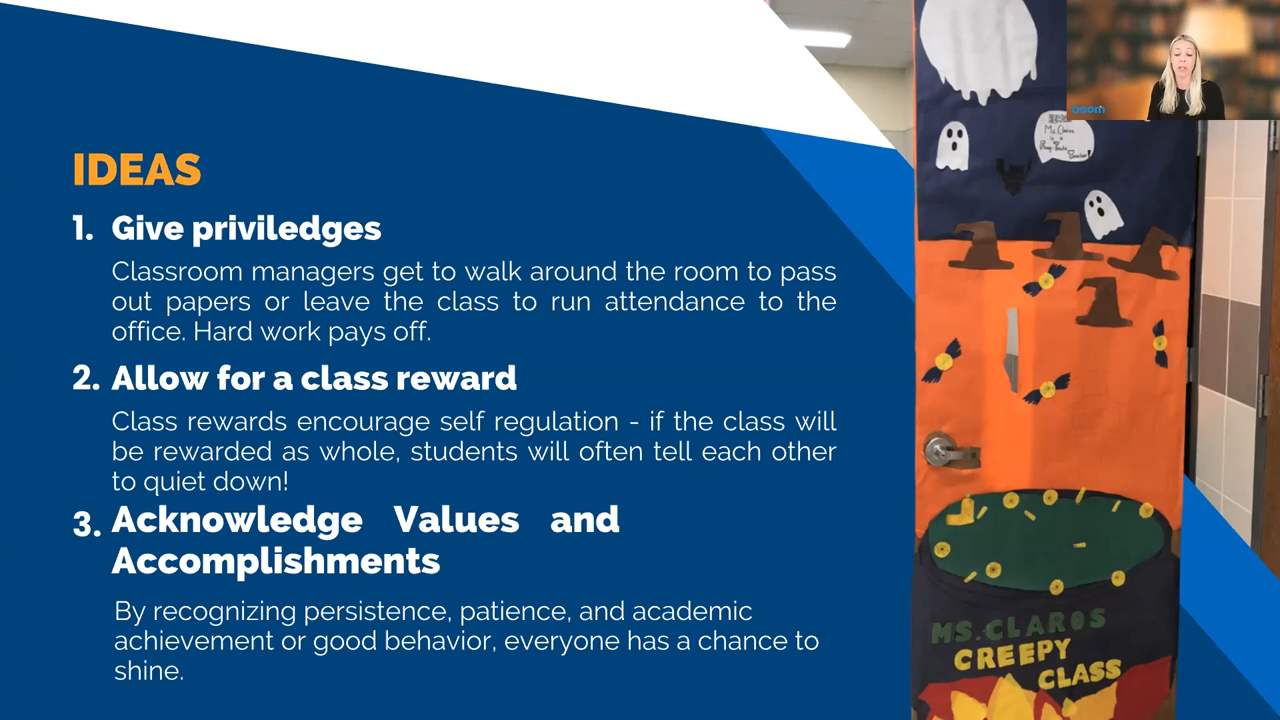 IDEAS
1. Give priviledges
Classroom managers get to walk around the room to pass
out papers or leave the class to run attendance to the
office. Hard work pays off.
2. Allow for a class reward
Class rewards encourage self regulation - if the class will
be rewarded as whole, students will often tell each other
to quiet down!
3. Acknowledge Values and
Accomplishments
By recognizing persistence, patience, and academic
achievement or good behavior, everyone has a chance to
shine.
Ms. Claros
is a
MS. CLAROS
CREEPY
CLASS